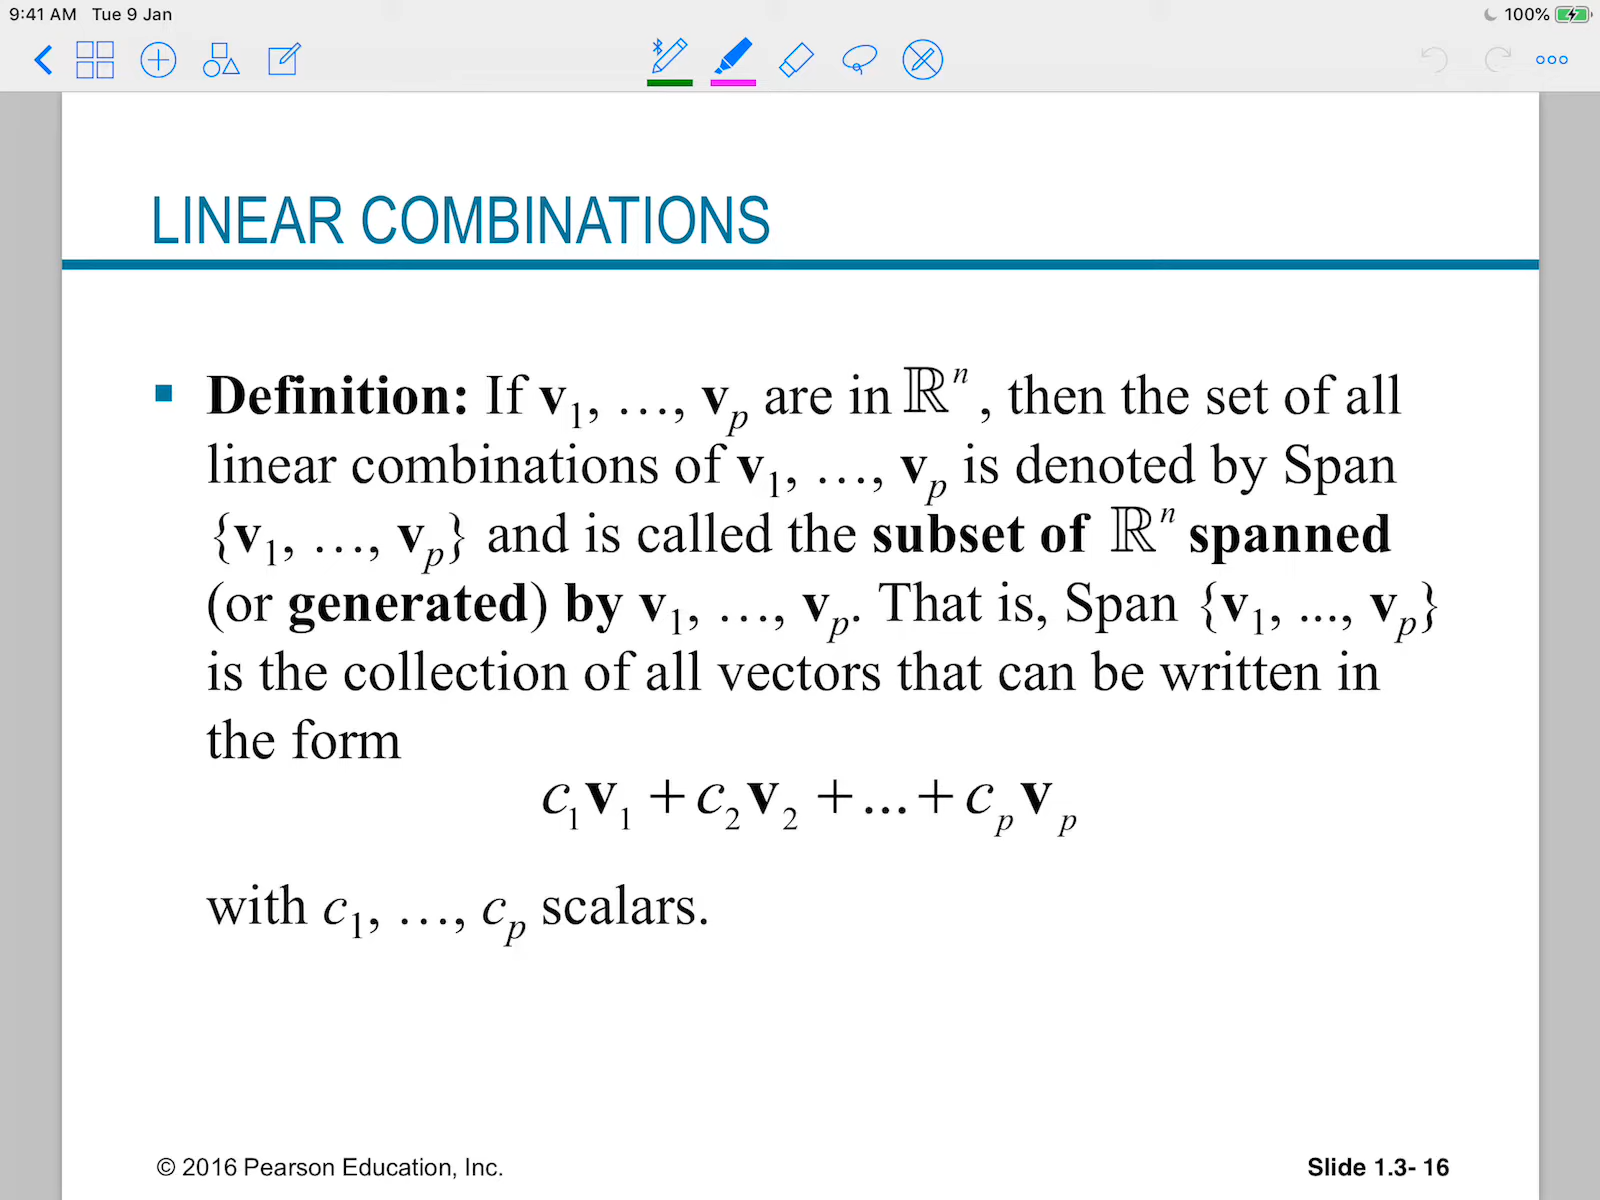 9:41 AM Tue 9 Jan 100%
LINEAR COMBINATIONS
▪ Definition: If v₁, …, vₚ are in ℝⁿ , then the set of all
linear combinations of v₁, …, vₚ is denoted by Span
{v₁, …, vₚ} and is called the subset of ℝⁿ spanned
(or generated) by v₁, …, vₚ. That is, Span {v₁, ..., vₚ}
is the collection of all vectors that can be written in
the form
c₁v₁ + c₂v₂ + ... + cₚvₚ
with c₁, …, cₚ scalars.
© 2016 Pearson Education, Inc. Slide 1.3- 16